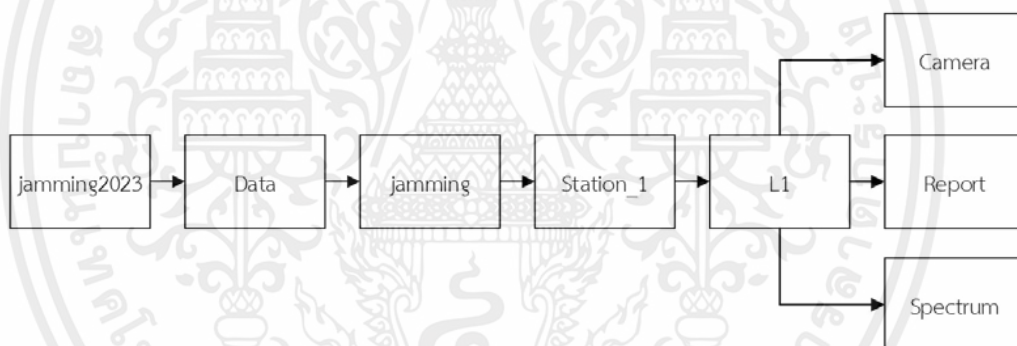 Camera
jamming2023
Data
jamming
Station_1
L1
Report
Spectrum